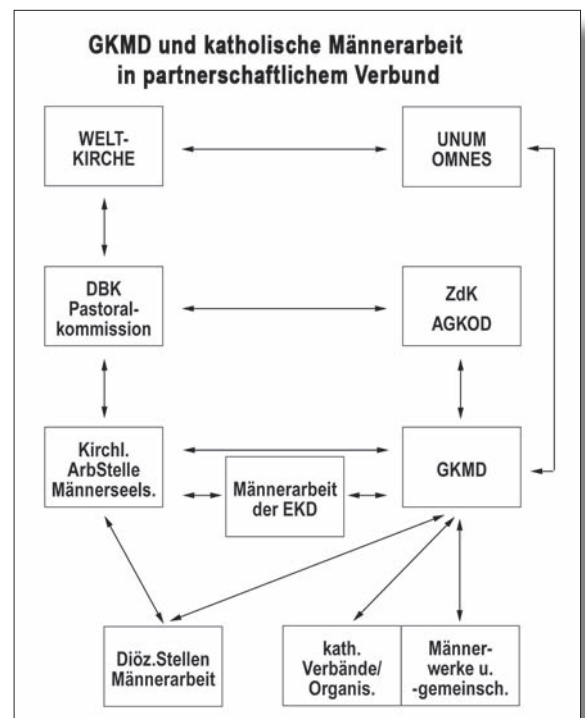 GKMD und katholische Männerarbeit
in partnerschaftlichem Verbund
WELT-
KIRCHE
UNUM
OMNES
DBK
Pastoral-
kommission
ZdK
AGKOD
Kirchl.
ArbStelle
Männerseels.
Männerarbeit
der EKD
GKMD
Diöz.Stellen
Männerarbeit
kath.
Verbände/
Organis.
Männer-
werke u.
-gemeinsch.